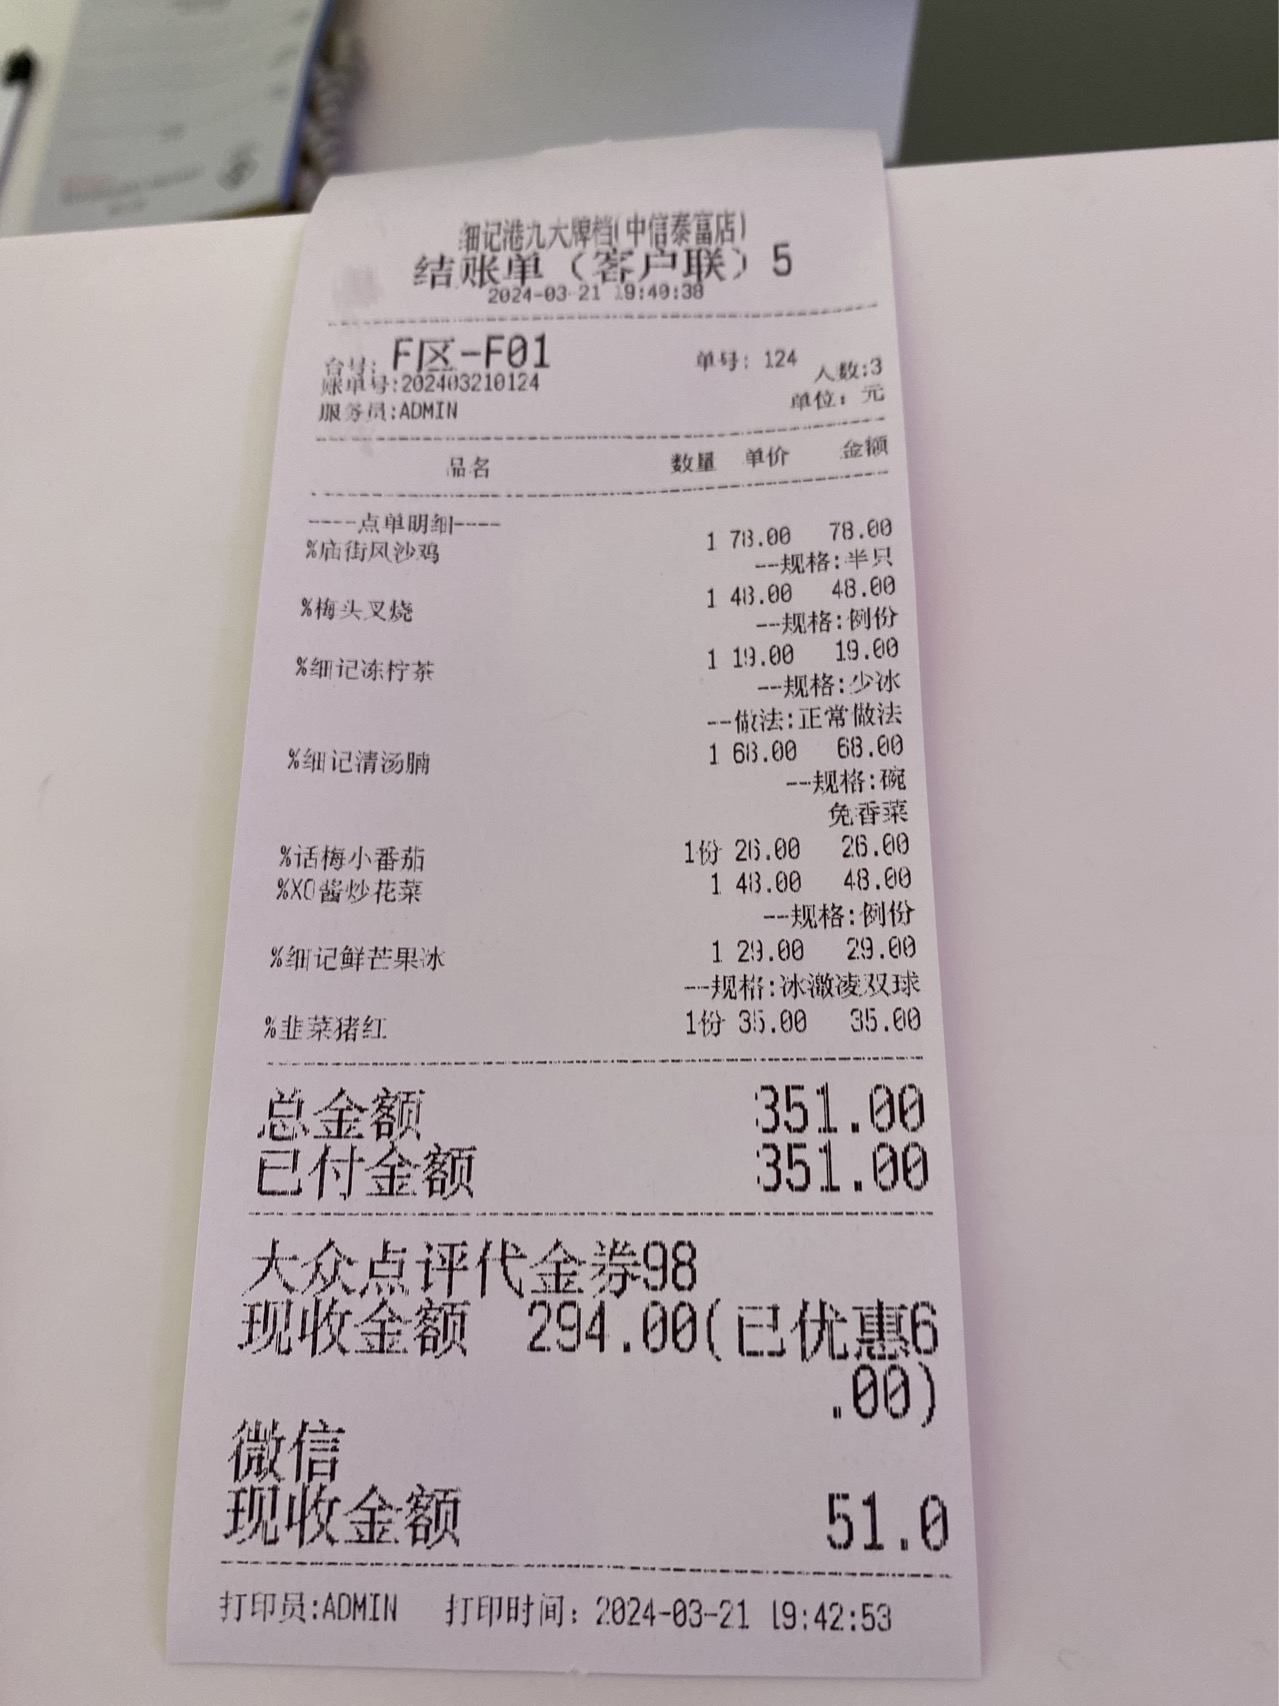 细记港九大牌档(中信泰富店)
结账单（客户联）5
2024-03-21 19:40:38
台号: F区-F01 单号: 124 人数:3
账单号:202403210124
服务员:ADMIN 单位: 元
品名 数量 单价 金额
----点单明细----
%庙街风沙鸡 1 78.00 78.00
--规格:半只
%梅头叉烧 1 48.00 48.00
--规格:例份
%细记冻柠茶 1 19.00 19.00
--规格:少冰
--做法:正常做法
%细记清汤腩 1 68.00 68.00
--规格:碗
免香菜
%话梅小番茄 1份 26.00 26.00
%XO酱炒花菜 1 48.00 48.00
--规格:例份
%细记鲜芒果冰 1 29.00 29.00
--规格:冰激凌双球
%韭菜猪红 1份 35.00 35.00
总金额 351.00
已付金额 351.00
大众点评代金券98
现收金额 294.00(已优惠6
.00)
微信
现收金额 51.0
打印员:ADMIN 打印时间: 2024-03-21 19:42:53